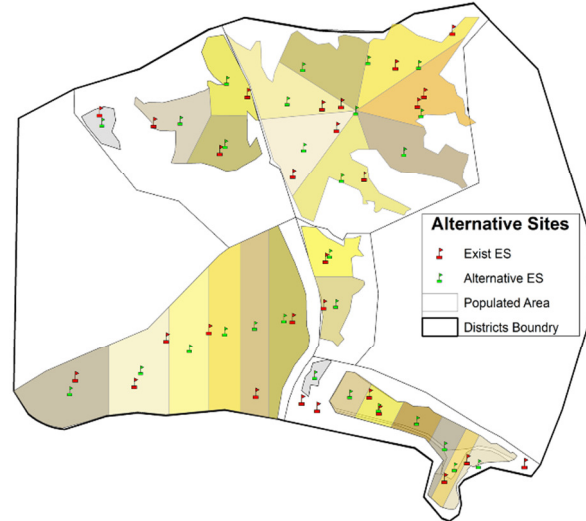 Alternative Sites
Exist ES
Alternative ES
Populated Area
Districts Boundry